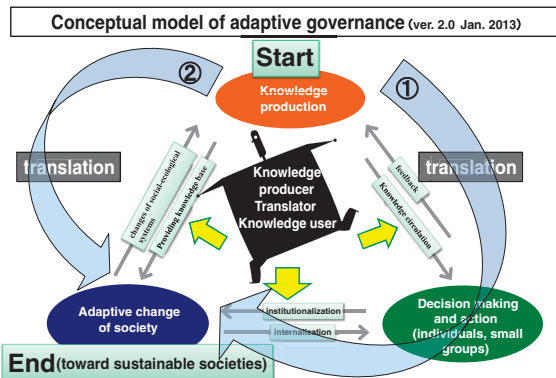 Conceptual model of adaptive governance (ver. 2.0 Jan. 2013)
Start
②
①
Knowledge
production
translation
translation
changes of social-ecological
systems
Providing knowledge base
Knowledge
producer
Translator
Knowledge user
feedback
Knowledge circulation
Adaptive change
of society
institutionalization
internalization
Decision making
and action
(individuals, small
groups)
End (toward sustainable societies)